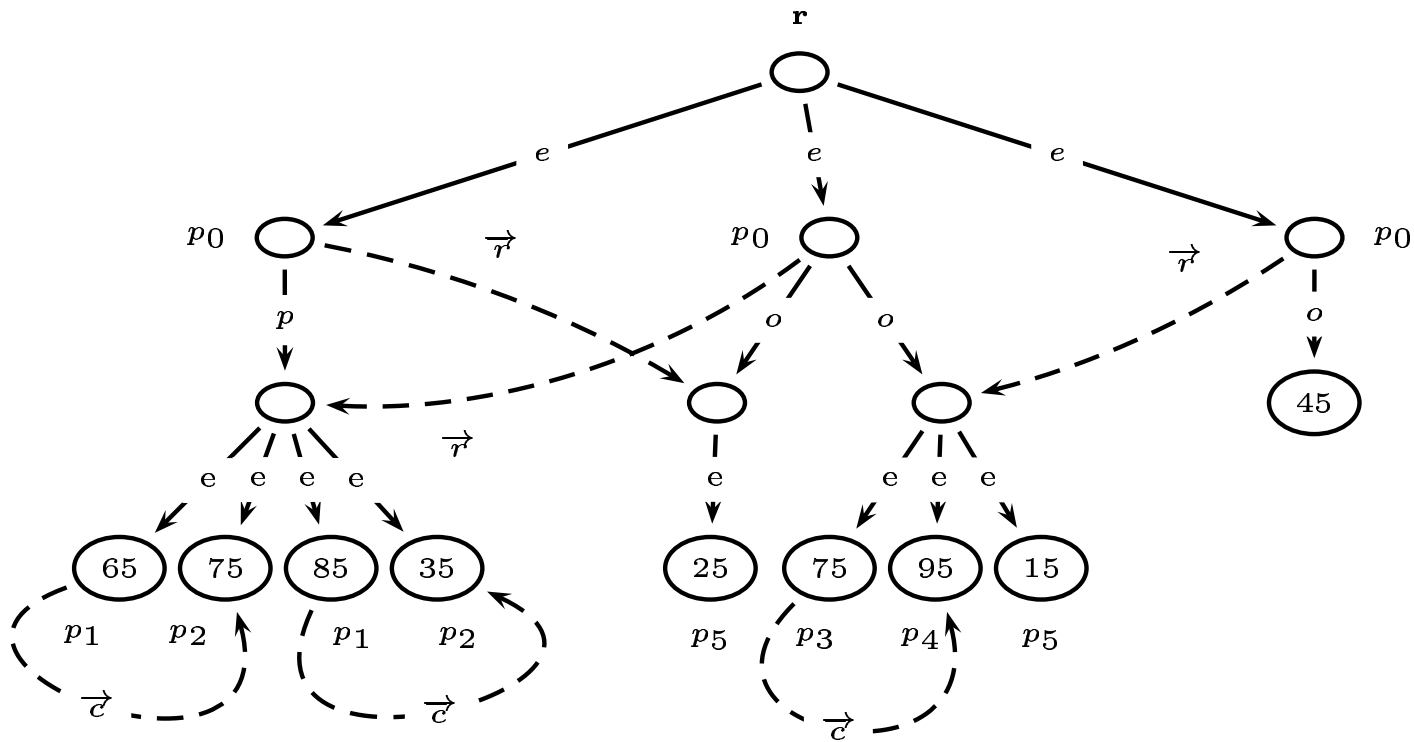 r
e e e
p0 r→ p0 r→ p0
p o o o
45
r→
e e e e e e e e
65 75 85 35 25 75 95 15
p1 p2 p1 p2 p5 p3 p4 p5
c→ c→ c→